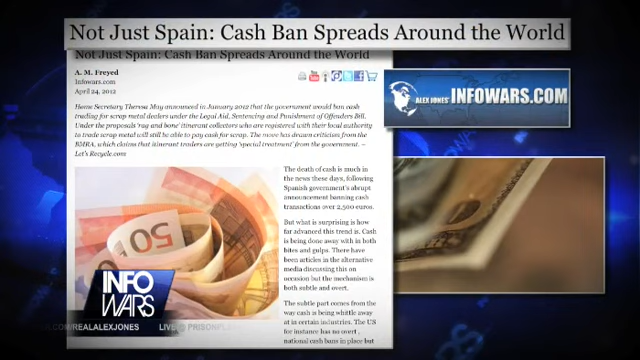 Not Just Spain: Cash Ban Spreads Around the World
Not Just Spain: Cash Ban Spreads Around the World
A. M. Freyed
Infowars.com
April 24, 2012
Home Secretary Theresa May announced in January 2012 that the government would ban cash
trading for scrap metal dealers under the Legal Aid, Sentencing and Punishment of Offenders Bill.
Under the proposals 'rag and bone' itinerant collectors who are registered with their local authority
to trade scrap metal will still be able to pay cash for scrap. The move has drawn criticism from the
BMRA, which claims that itinerant traders are getting 'special treatment' from the government. –
Let's Recycle.com
ALEX JONES' INFOWARS.COM
The death of cash is much in
the news these days, following
Spanish government's abrupt
announcement banning cash
transactions over 2,500 euros.
But what is surprising is how
far advanced this trend is. Cash
is being done away with in both
bites and gulps. There have
been articles in the alternative
media discussing this on
occasion but the mechanism is
both subtle and overt.
The subtle part comes from the
way cash is being whittle away
at in certain industries. The US
for instance has no overt
national cash bans in place but
50
INFO
WARS
.COM/REALALEXJONES
LIVE @ PRISONPL